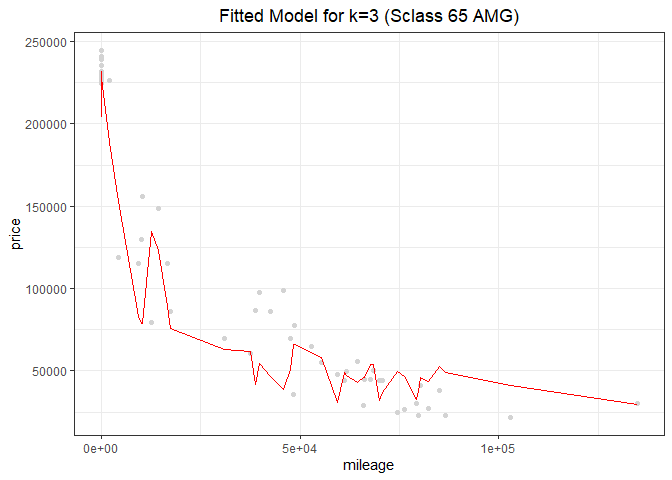 Fitted Model for k=3 (Sclass 65 AMG)
250000
200000
150000
100000
50000
price
0e+00 5e+04 1e+05
mileage